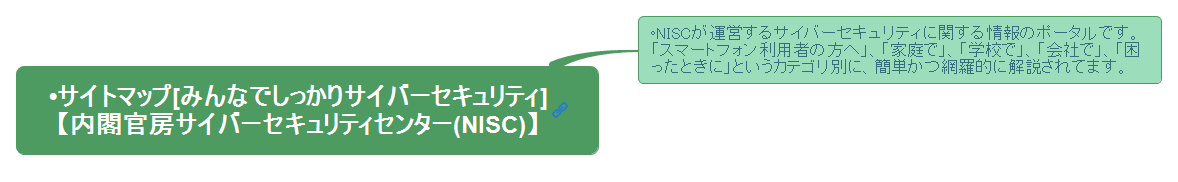 •サイトマップ[みんなでしっかりサイバーセキュリティ]
【内閣官房サイバーセキュリティセンター(NISC)】
•NISCが運営するサイバーセキュリティに関する情報のポータルです。
「スマートフォン利用者の方へ」、「家庭で」、「学校で」、「会社で」、「困
ったときに」というカテゴリ別に、簡単かつ網羅的に解説されてます。